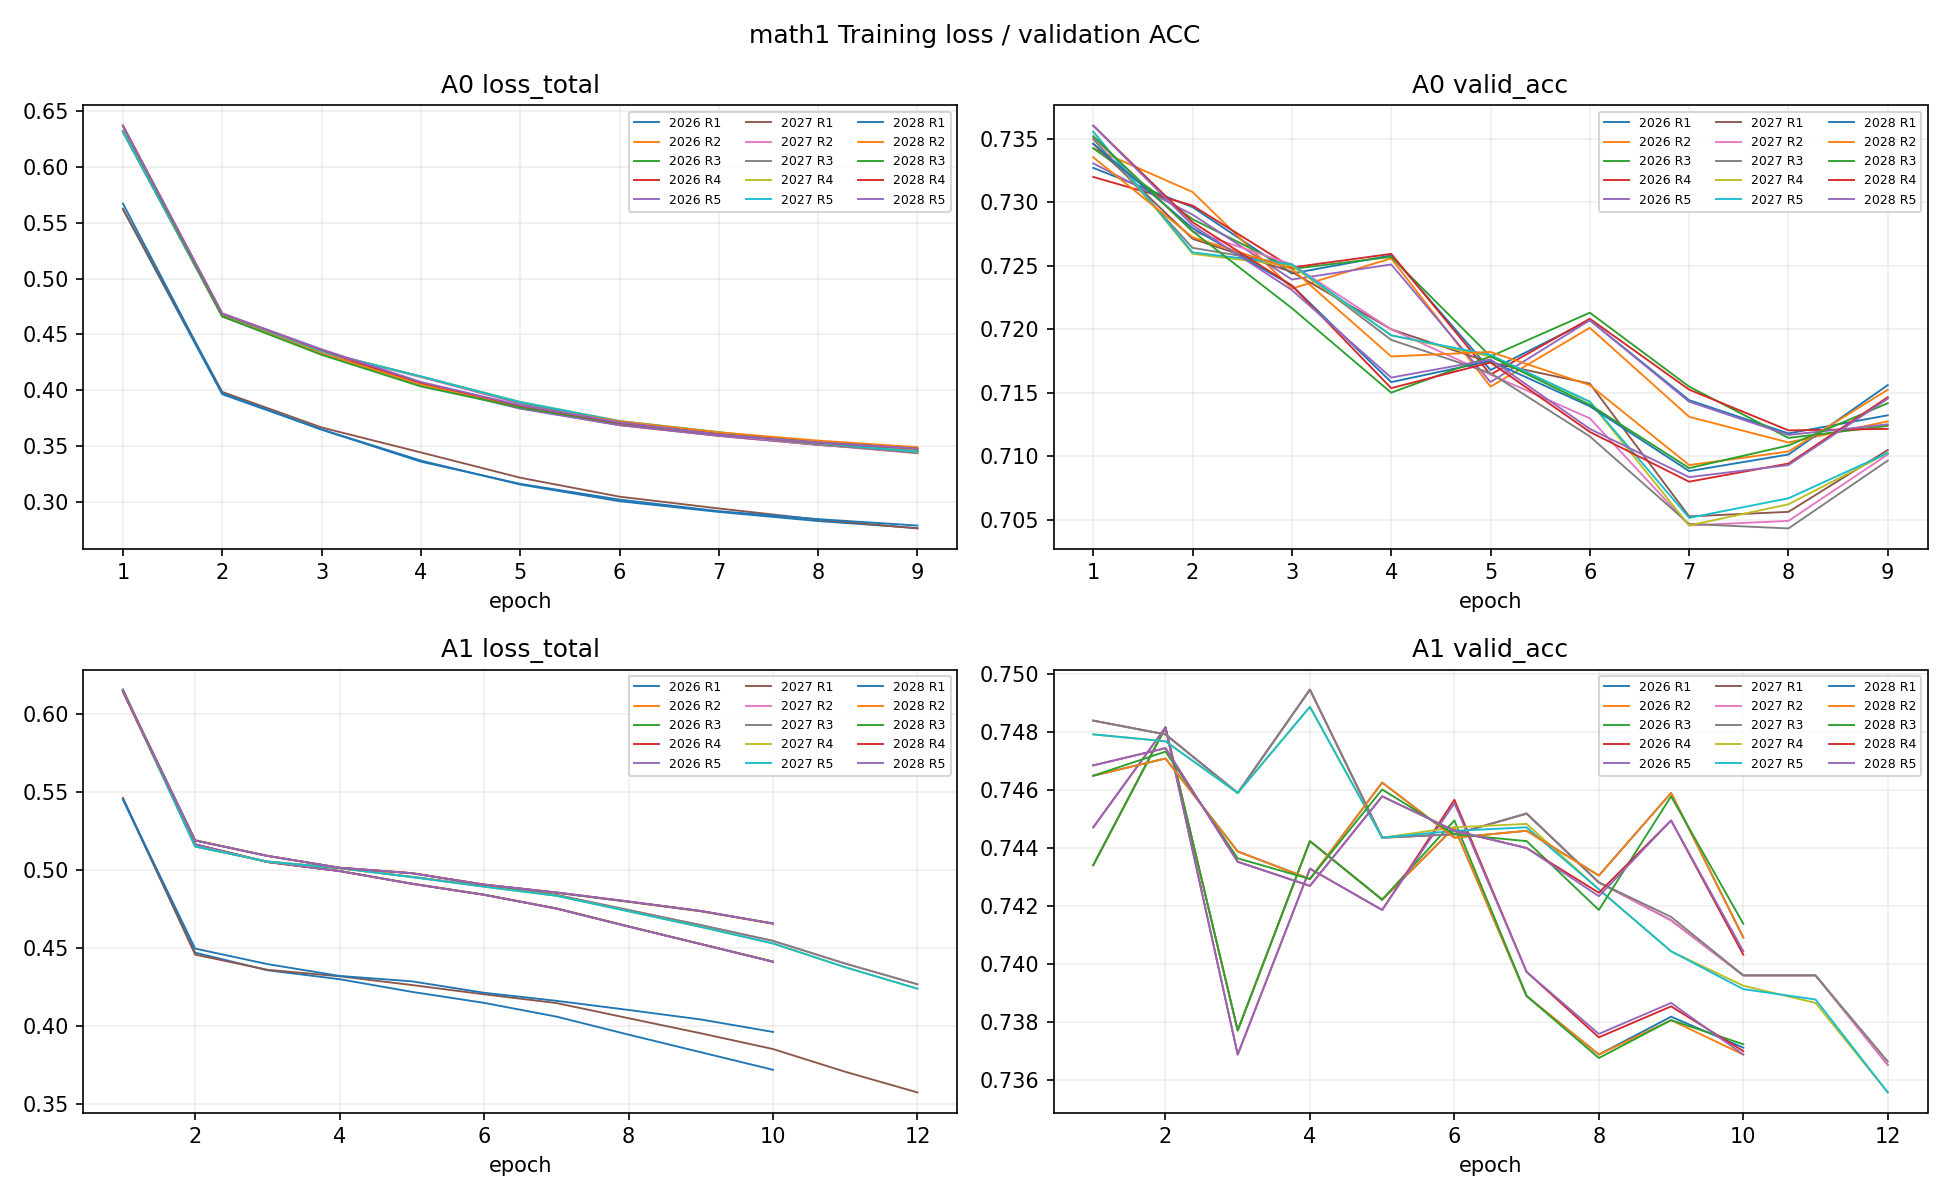 math1 Training loss / validation ACC
A0 loss_total
0.65
0.60
0.55
0.50
0.45
0.40
0.35
0.30
2026 R1 2027 R1 2028 R1
2026 R2 2027 R2 2028 R2
2026 R3 2027 R3 2028 R3
2026 R4 2027 R4 2028 R4
2026 R5 2027 R5 2028 R5
1 2 3 4 5 6 7 8 9
epoch
A0 valid_acc
0.735
0.730
0.725
0.720
0.715
0.710
0.705
2026 R1 2027 R1 2028 R1
2026 R2 2027 R2 2028 R2
2026 R3 2027 R3 2028 R3
2026 R4 2027 R4 2028 R4
2026 R5 2027 R5 2028 R5
1 2 3 4 5 6 7 8 9
epoch
A1 loss_total
0.60
0.55
0.50
0.45
0.40
0.35
2026 R1 2027 R1 2028 R1
2026 R2 2027 R2 2028 R2
2026 R3 2027 R3 2028 R3
2026 R4 2027 R4 2028 R4
2026 R5 2027 R5 2028 R5
2 4 6 8 10 12
epoch
A1 valid_acc
0.750
0.748
0.746
0.744
0.742
0.740
0.738
0.736
2026 R1 2027 R1 2028 R1
2026 R2 2027 R2 2028 R2
2026 R3 2027 R3 2028 R3
2026 R4 2027 R4 2028 R4
2026 R5 2027 R5 2028 R5
2 4 6 8 10 12
epoch